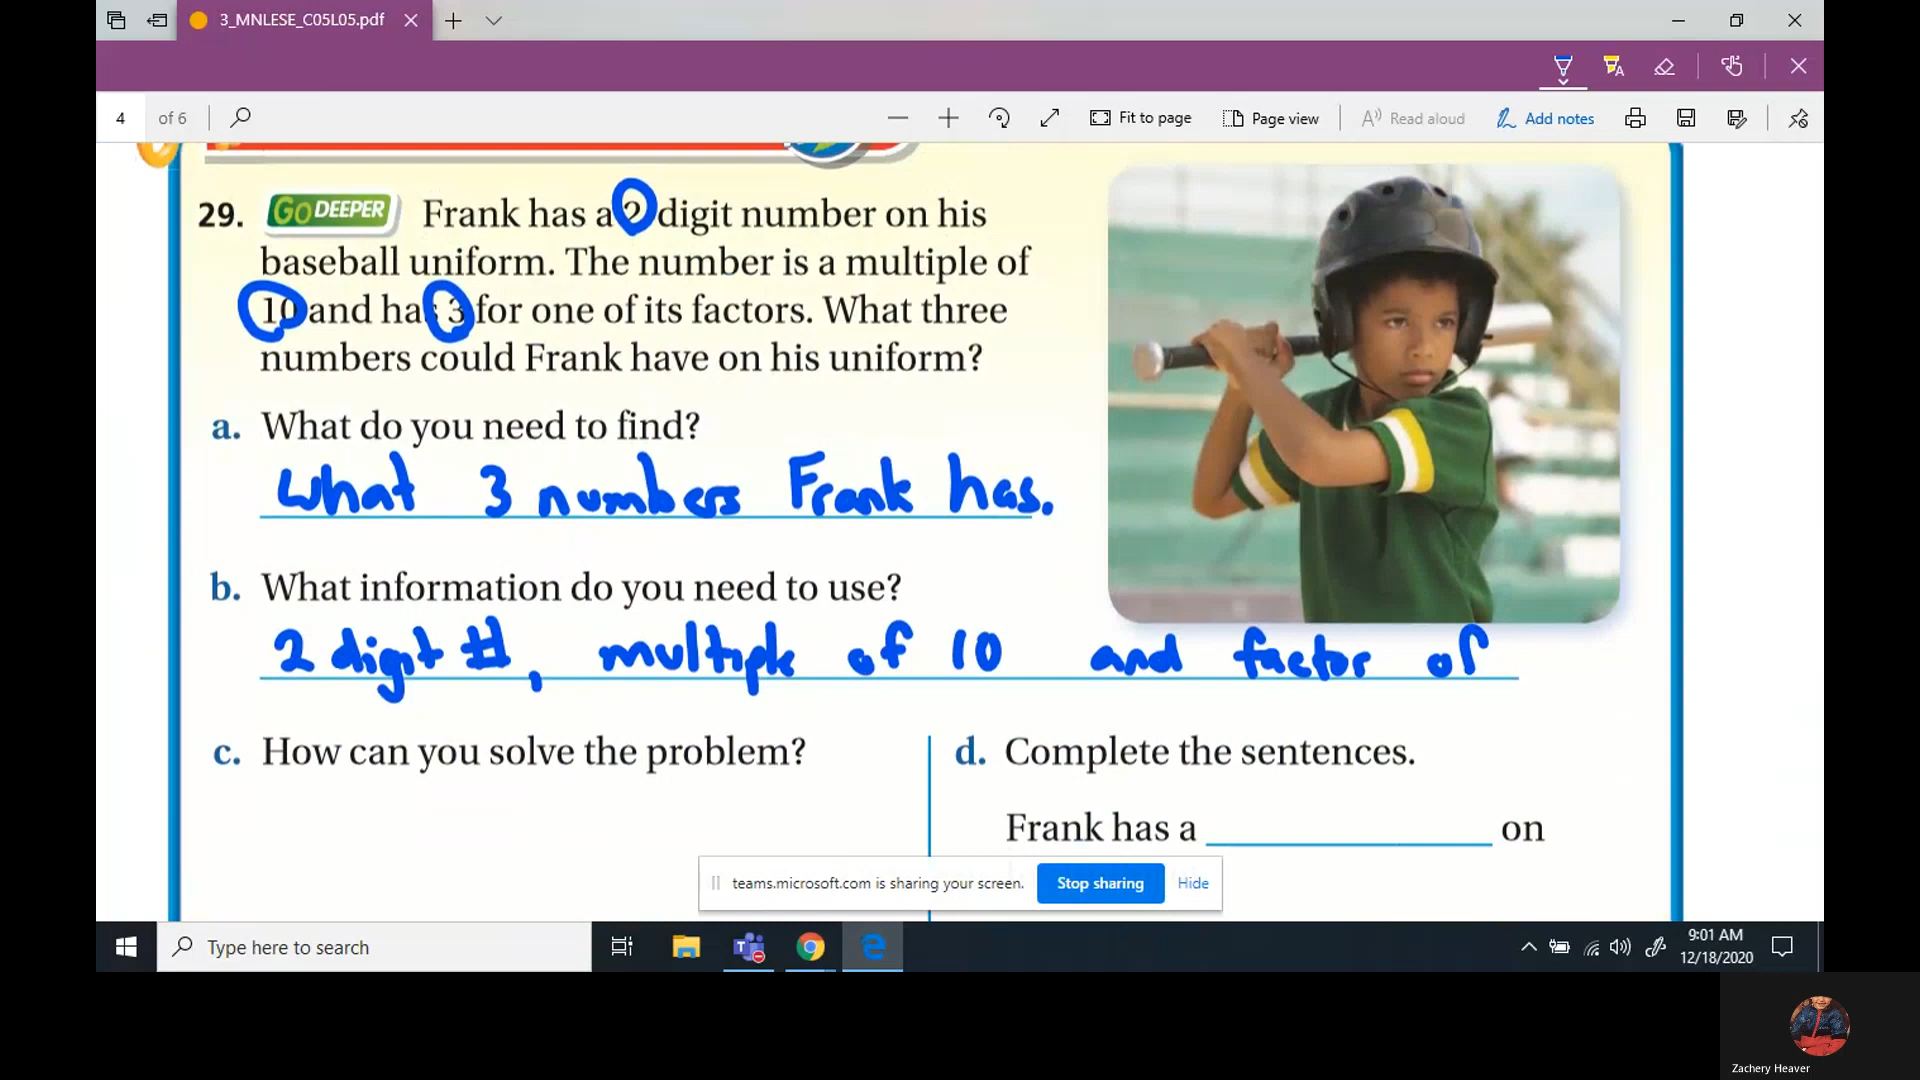 3_MNLESE_C05L05.pdf
4 of 6
Fit to page
Page view
Read aloud
Add notes
29. GO DEEPER Frank has a 2 digit number on his
baseball uniform. The number is a multiple of
10 and has 3 for one of its factors. What three
numbers could Frank have on his uniform?
a. What do you need to find?
What 3 numbers Frank has.
b. What information do you need to use?
2 digit #, multiple of 10 and factor of
c. How can you solve the problem?
d. Complete the sentences.
Frank has a ____________ on
teams.microsoft.com is sharing your screen.
Stop sharing
Hide
Type here to search
9:01 AM
12/18/2020
Zachery Heaver